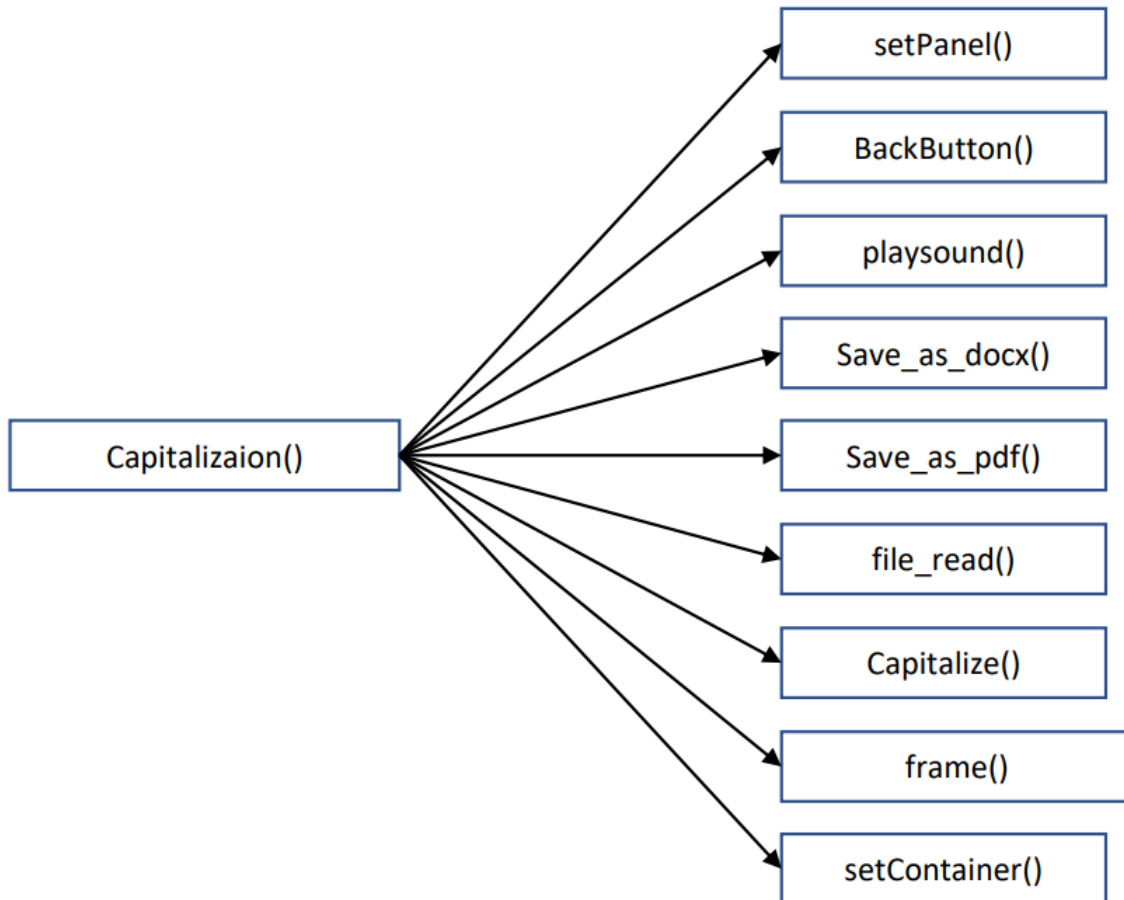 setPanel()
BackButton()
playsound()
Save_as_docx()
Capitalizaion()
Save_as_pdf()
file_read()
Capitalize()
frame()
setContainer()